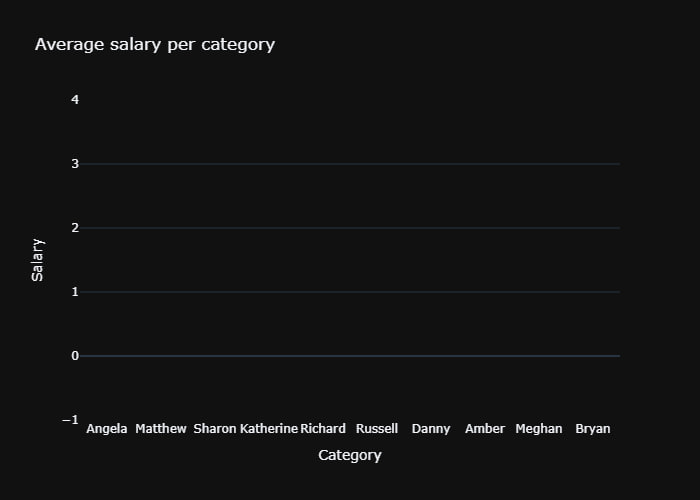 Average salary per category
4
3
2
1
0
−1
Salary
Angela Matthew Sharon Katherine Richard Russell Danny Amber Meghan Bryan
Category